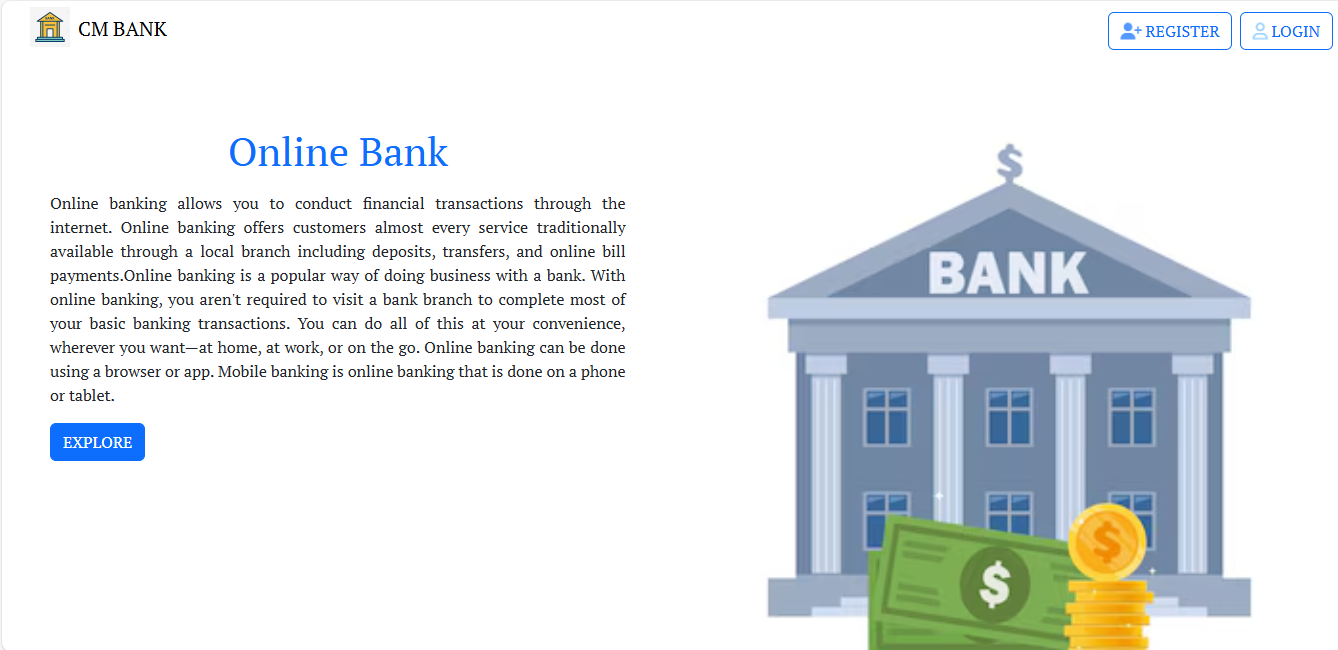 CM BANK
REGISTER
LOGIN
Online Bank
Online banking allows you to conduct financial transactions through the
internet. Online banking offers customers almost every service traditionally
available through a local branch including deposits, transfers, and online bill
payments.Online banking is a popular way of doing business with a bank. With
online banking, you aren't required to visit a bank branch to complete most of
your basic banking transactions. You can do all of this at your convenience,
wherever you want—at home, at work, or on the go. Online banking can be done
using a browser or app. Mobile banking is online banking that is done on a phone
or tablet.
EXPLORE
$
BANK
$
$